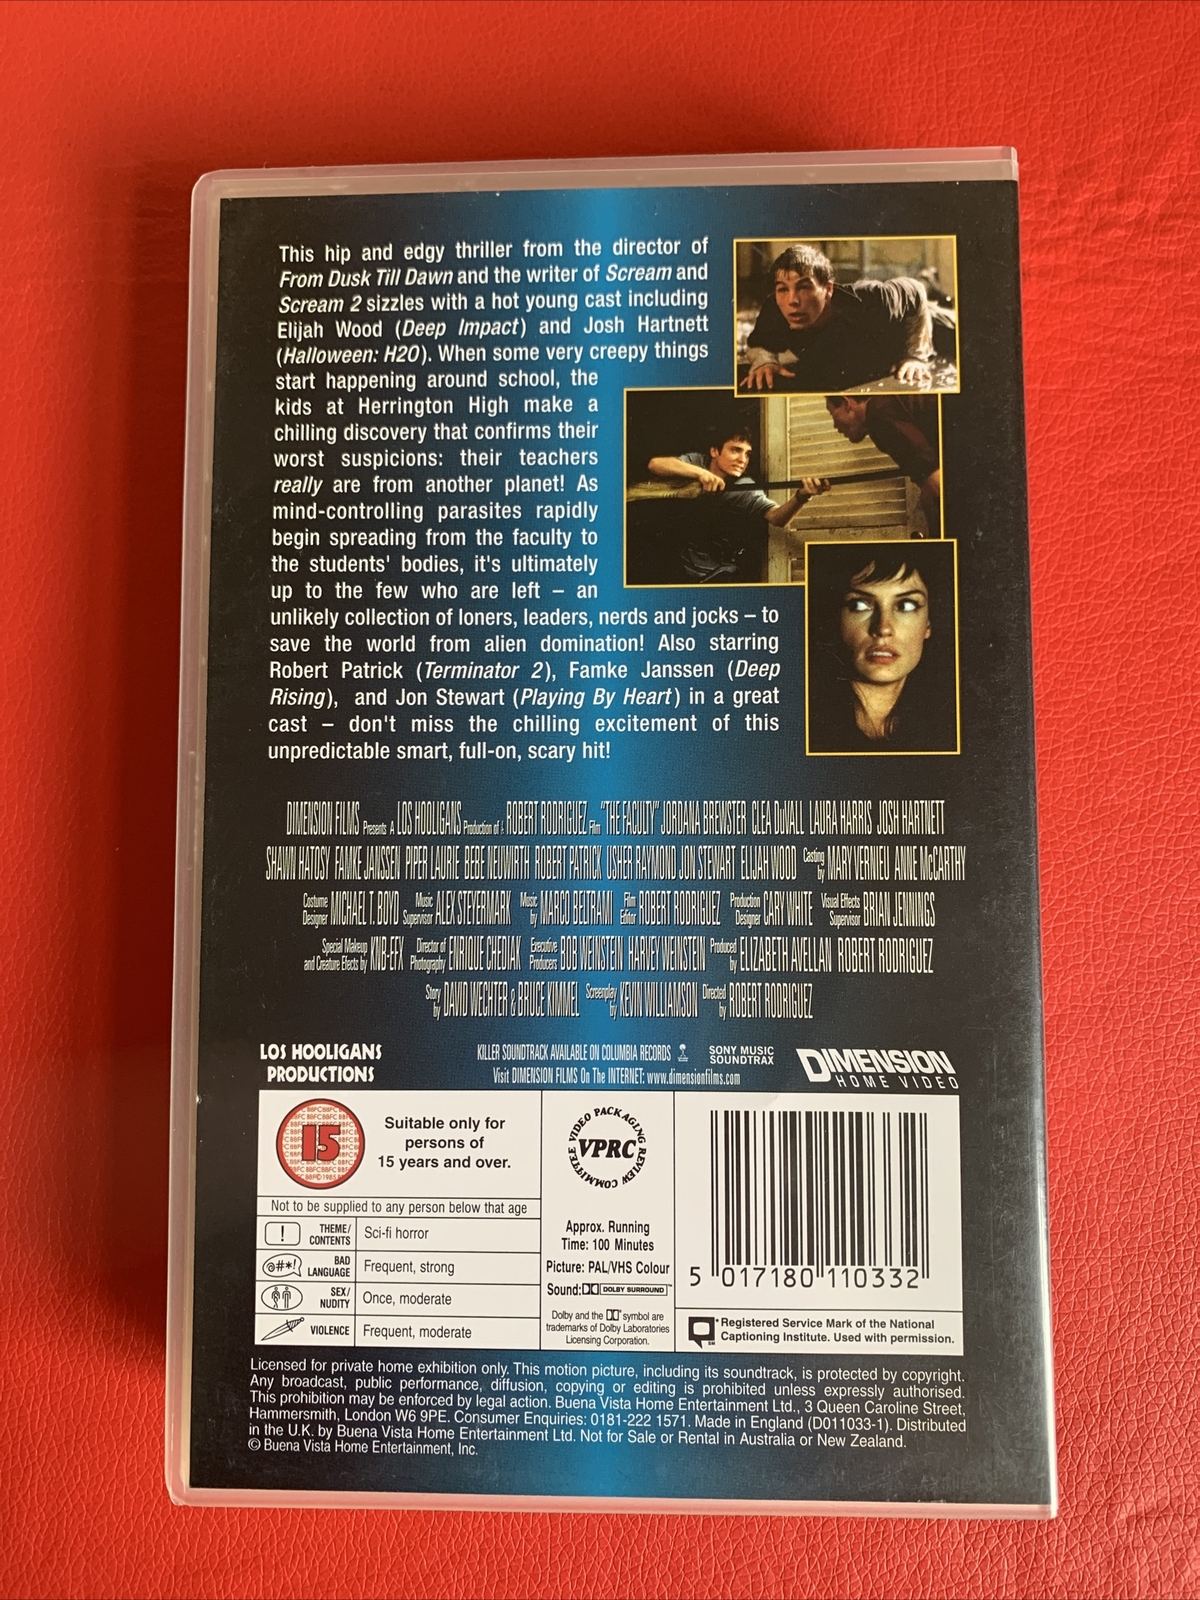 This hip and edgy thriller from the director of
From Dusk Till Dawn and the writer of Scream and
Scream 2 sizzles with a hot young cast including
Elijah Wood (Deep Impact) and Josh Hartnett
(Halloween: H2O). When some very creepy things
start happening around school, the
kids at Herrington High make a
chilling discovery that confirms their
worst suspicions: their teachers
really are from another planet! As
mind-controlling parasites rapidly
begin spreading from the faculty to
the students' bodies, it's ultimately
up to the few who are left – an
unlikely collection of loners, leaders, nerds and jocks – to
save the world from alien domination! Also starring
Robert Patrick (Terminator 2), Famke Janssen (Deep
Rising), and Jon Stewart (Playing By Heart) in a great
cast – don't miss the chilling excitement of this
unpredictable smart, full-on, scary hit!
DIMENSION FILMS Presents A LOS HOOLIGANS Production of A ROBERT RODRIGUEZ Film "THE FACULTY" JORDANA BREWSTER CLEA DuVALL LAURA HARRIS JOSH HARTNETT
SHAWN HATOSY FAMKE JANSSEN PIPER LAURIE BEBE NEUWIRTH ROBERT PATRICK USHER RAYMOND JON STEWART ELIJAH WOOD Casting by MARY VERNIEU ANNE McCARTHY
Costume Designer MICHAEL T. BOYD Music Supervisor ALEX STEYERMARK Music by MARCO BELTRAMI Film Editor ROBERT RODRIGUEZ Production Designer CARY WHITE Visual Effects Supervisor BRIAN JENNINGS
Special Makeup and Creature Efects by KNB-EFX Director of Photography ENRIQUE CHEDIAK Executive Producers BOB WEINSTEIN HARVEY WEINSTEIN Produced by ELIZABETH AVELLAN ROBERT RODRIGUEZ
Story by DAVID WECHTER & BRUCE KIMMEL Screenplay by KEVIN WILLIAMSON Directed by ROBERT RODRIGUEZ
LOS HOOLIGANS
PRODUCTIONS
KILLER SOUNDTRACK AVAILABLE ON COLUMBIA RECORDS
Visit DIMENSION FILMS On The INTERNET: www.dimensionfilms.com
SONY MUSIC
SOUNDTRAX
DIMENSION
HOME VIDEO
15
Suitable only for
persons of
15 years and over.
Not to be supplied to any person below that age
! THEME/ CONTENTS Sci-fi horror
@#*! BAD LANGUAGE Frequent, strong
SEX/ NUDITY Once, moderate
VIOLENCE Frequent, moderate
VIDEO PACKAGING REVIEW COMMITTEE
VPRC
Approx. Running
Time: 100 Minutes
Picture: PAL/VHS Colour
Sound: DOLBY SURROUND™
Dolby and the symbol are
trademarks of Dolby Laboratories
Licensing Corporation.
5 017180 110332
Registered Service Mark of the National
Captioning Institute. Used with permission.
SM
Licensed for private home exhibition only. This motion picture, including its soundtrack, is protected by copyright.
Any broadcast, public performance, diffusion, copying or editing is prohibited unless expressly authorised.
This prohibition may be enforced by legal action. Buena Vista Home Entertainment Ltd., 3 Queen Caroline Street,
Hammersmith, London W6 9PE. Consumer Enquiries: 0181-222 1571. Made in England (D011033-1). Distributed
in the U.K. by Buena Vista Home Entertainment Ltd. Not for Sale or Rental in Australia or New Zealand.
© Buena Vista Home Entertainment, Inc.